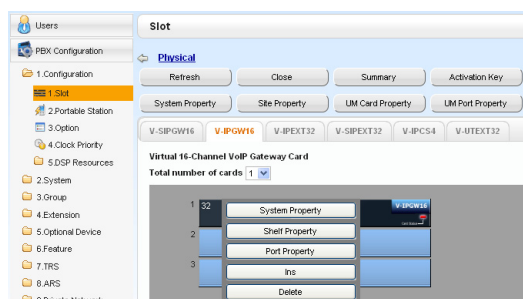 Users
Slot
PBX Configuration
Physical
1.Configuration
Refresh
Close
Summary
Activation Key
1.Slot
2.Portable Station
System Property
Site Property
UM Card Property
UM Port Property
3.Option
V-SIPGW16
V-IPGW16
V-IPEXT32
V-SIPEXT32
V-IPCS4
V-UTEXT32
4.Clock Priority
5.DSP Resources
Virtual 16-Channel VoIP Gateway Card
2.System
Total number of cards 1
3.Group
4.Extension
1 32
System Property
V-IPGW16
5.Optional Device
2
Shelf Property
6.Feature
Port Property
7.TRS
3
Ins
8.ARS
Delete